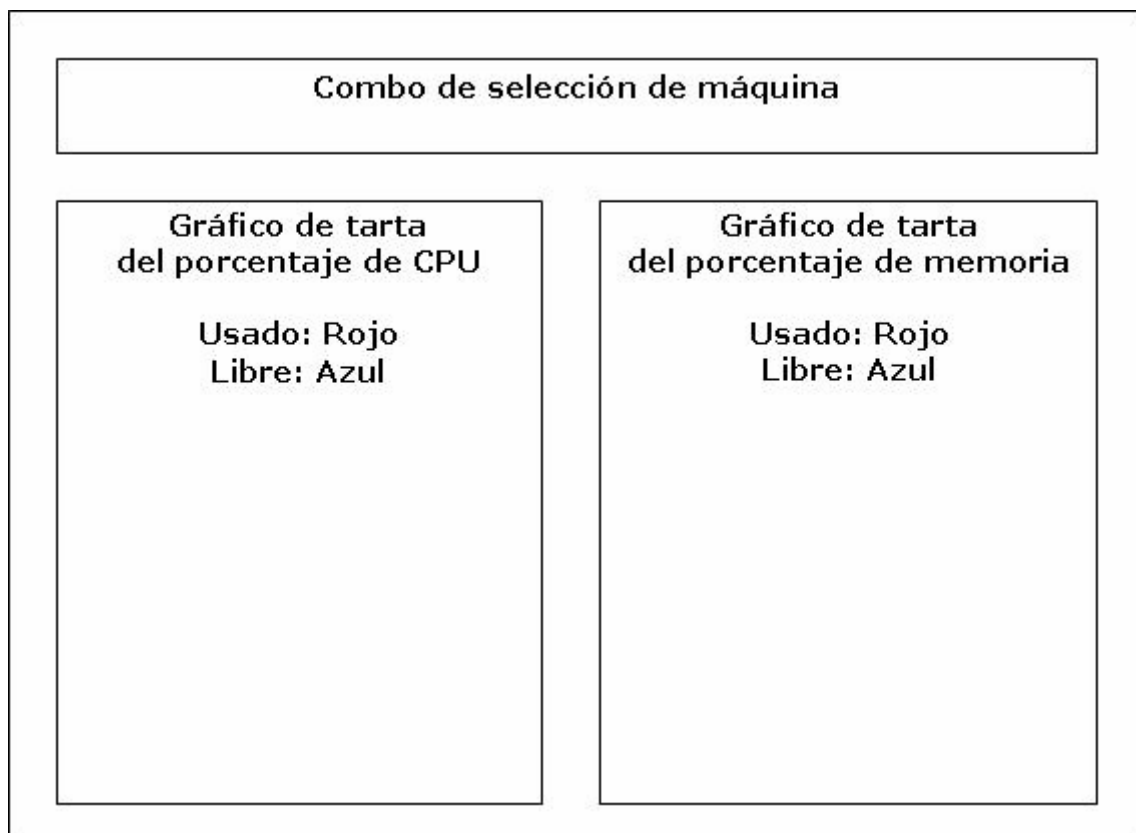 Combo de selección de máquina
Gráfico de tarta
del porcentaje de CPU
Usado: Rojo
Libre: Azul
Gráfico de tarta
del porcentaje de memoria
Usado: Rojo
Libre: Azul